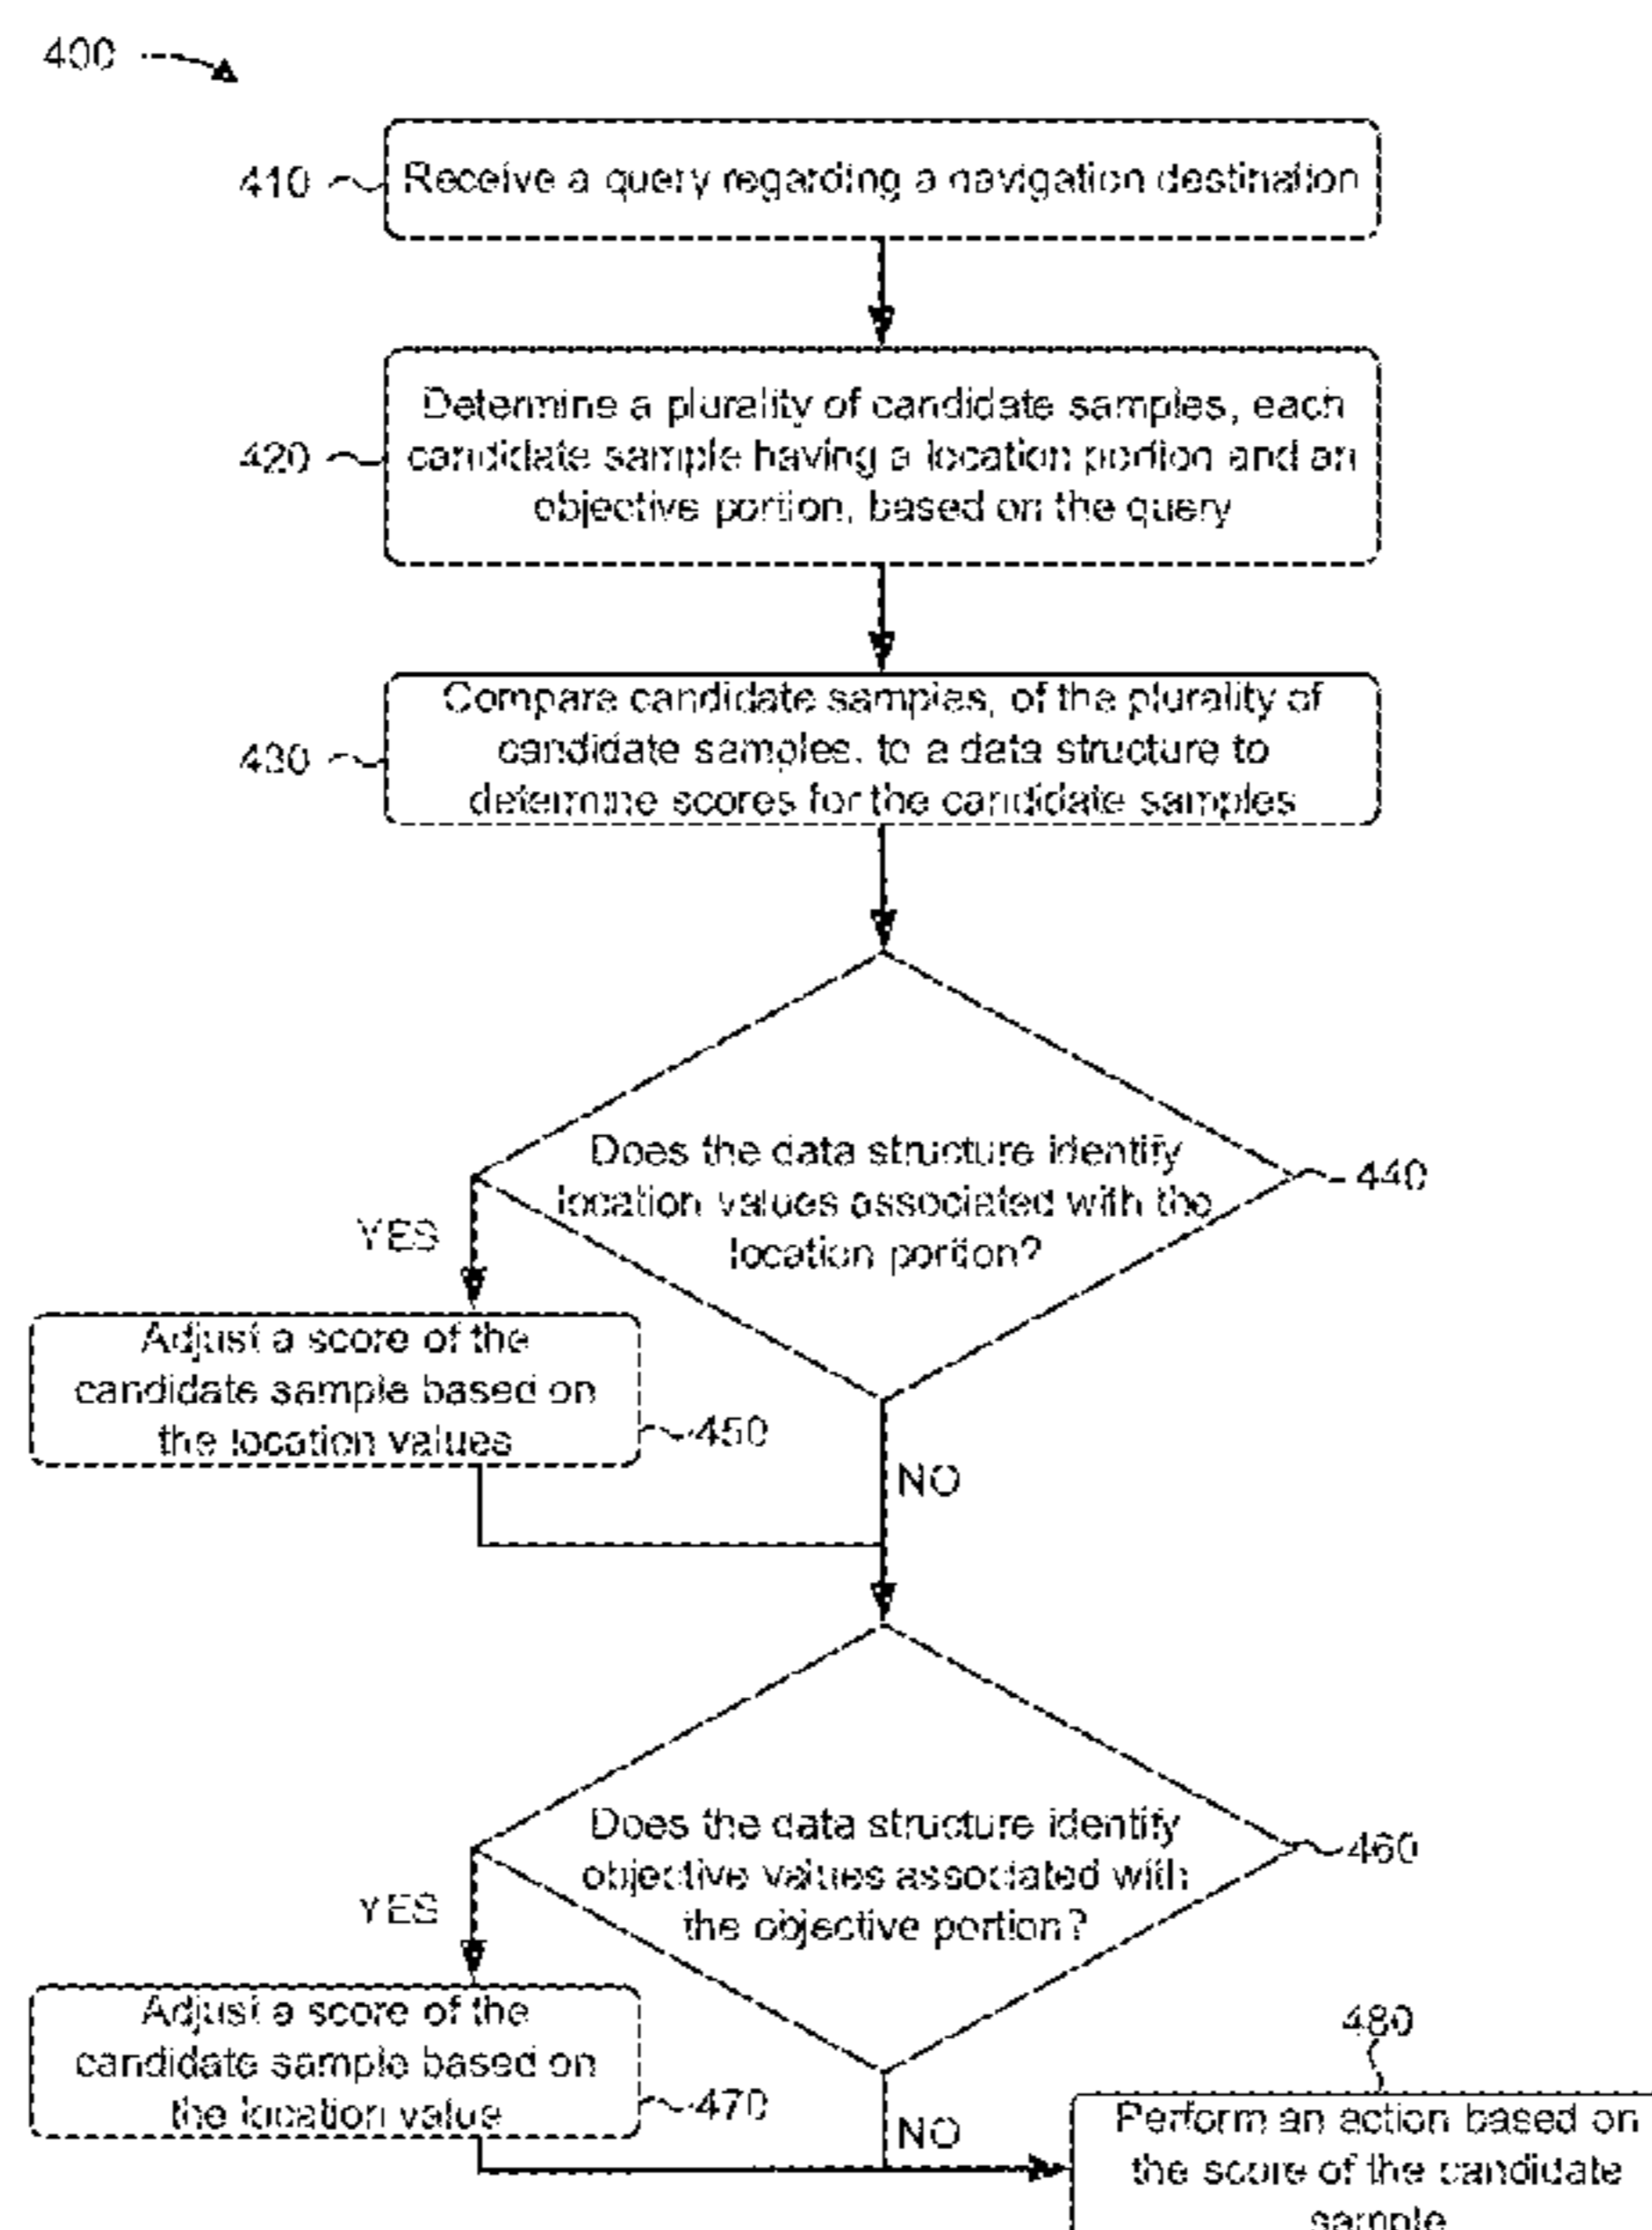 400
410
Receive a query regarding a navigation destination
420
Determine a plurality of candidate samples, each
candidate sample having a location portion and an
objective portion, based on the query
430
Compare candidate samples, of the plurality of
candidate samples, to a data structure to
determine scores for the candidate samples
Does the data structure identify
location values associated with the
location portion?
440
YES
Adjust a score of the
candidate sample based on
the location values
450
NO
Does the data structure identify
objective values associated with
the objective portion?
460
YES
Adjust a score of the
candidate sample based on
the location value
470
NO
480
Perform an action based on
the score of the candidate
sample